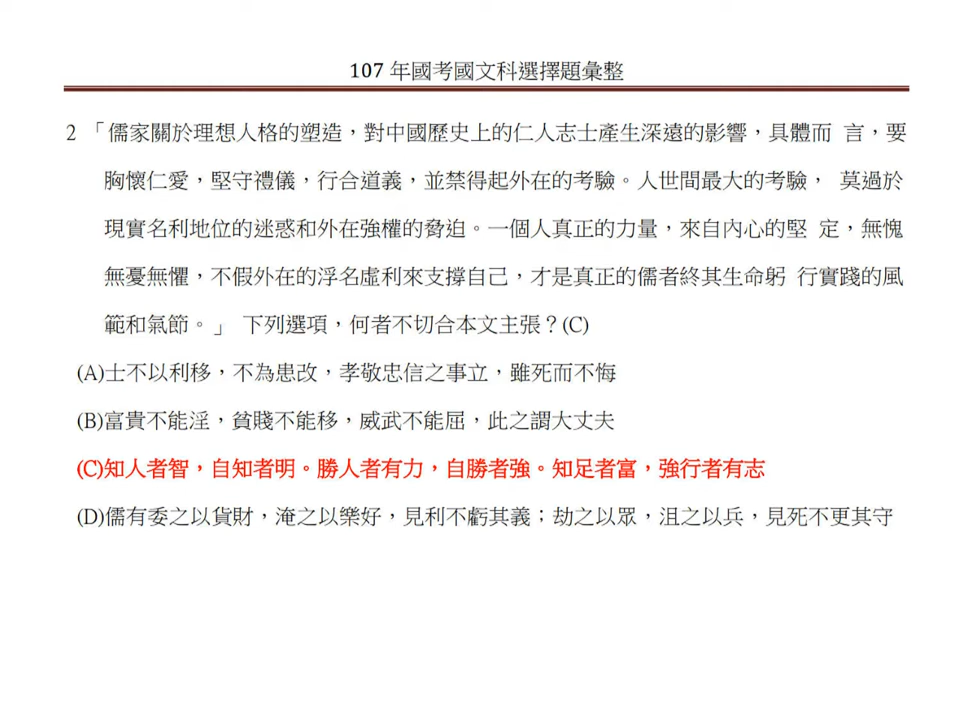 107 年國考國文科選擇題彙整
2 「儒家關於理想人格的塑造，對中國歷史上的仁人志士產生深遠的影響，具體而 言，要
胸懷仁愛，堅守禮儀，行合道義，並禁得起外在的考驗。人世間最大的考驗， 莫過於
現實名利地位的迷惑和外在強權的脅迫。一個人真正的力量，來自內心的堅 定，無愧
無憂無懼，不假外在的浮名虛利來支撐自己，才是真正的儒者終其生命躬 行實踐的風
範和氣節。」 下列選項，何者不切合本文主張？(C)
(A)士不以利移，不為患改，孝敬忠信之事立，雖死而不悔
(B)富貴不能淫，貧賤不能移，威武不能屈，此之謂大丈夫
(C)知人者智，自知者明。勝人者有力，自勝者強。知足者富，強行者有志
(D)儒有委之以貨財，淹之以樂好，見利不虧其義；劫之以眾，沮之以兵，見死不更其守